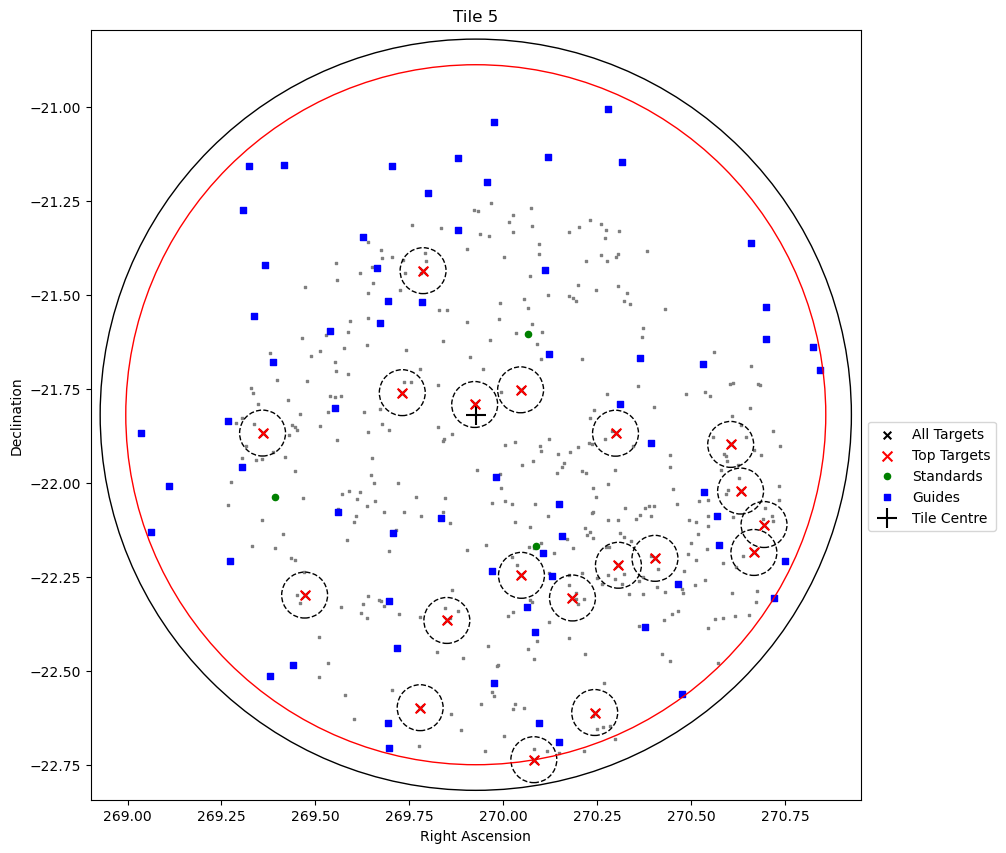 Tile 5
Declination
−21.00
−21.25
−21.50
−21.75
−22.00
−22.25
−22.50
−22.75
269.00 269.25 269.50 269.75 270.00 270.25 270.50 270.75
Right Ascension
All Targets
Top Targets
Standards
Guides
Tile Centre